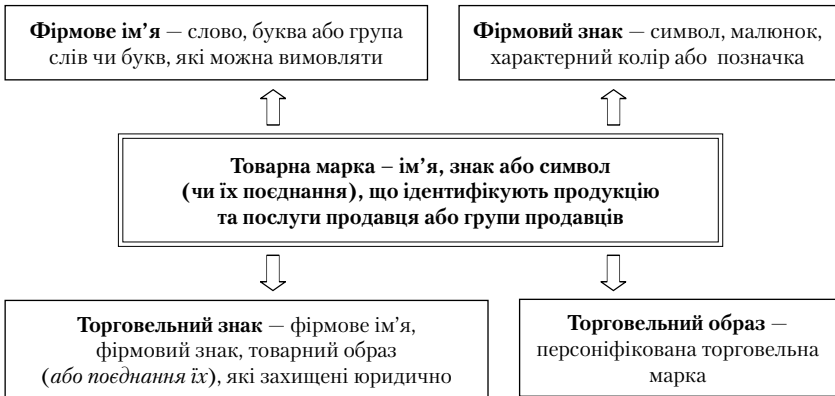 Фірмове ім’я — слово, буква або група
слів чи букв, які можна вимовляти
Фірмовий знак — символ, малюнок,
характерний колір або позначка
Товарна марка – ім’я, знак або символ
(чи їх поєднання), що ідентифікують продукцію
та послуги продавця або групи продавців
Торговельний знак — фірмове ім’я,
фірмовий знак, товарний образ
(або поєднання їх), які захищені юридично
Торговельний образ —
персоніфікована торговельна
марка